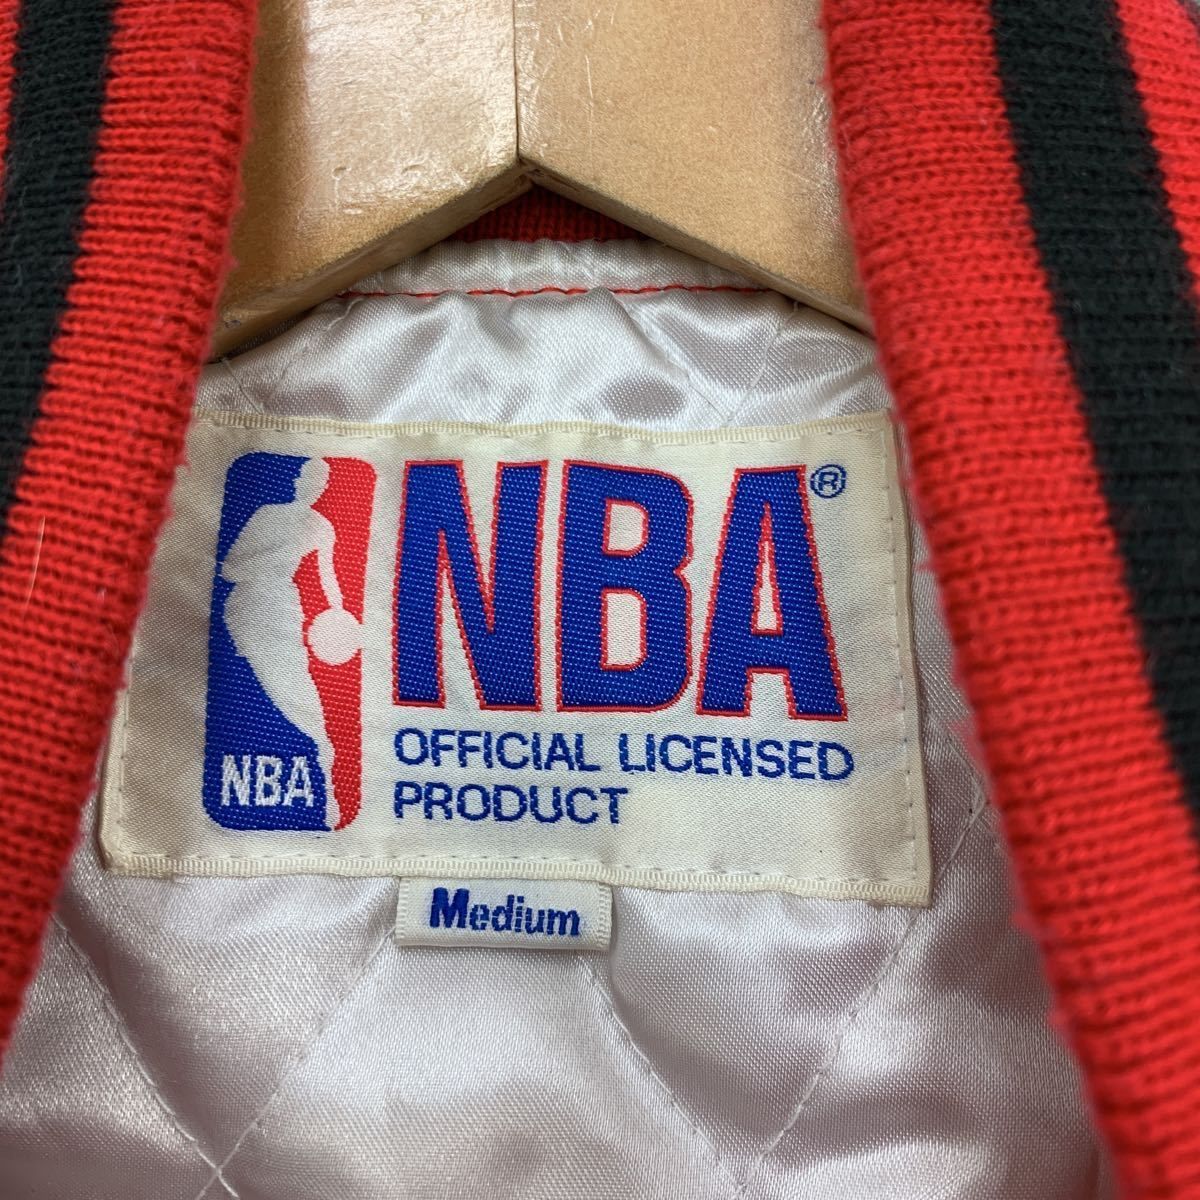 NBA®
OFFICIAL LICENSED
PRODUCT
NBA
Medium